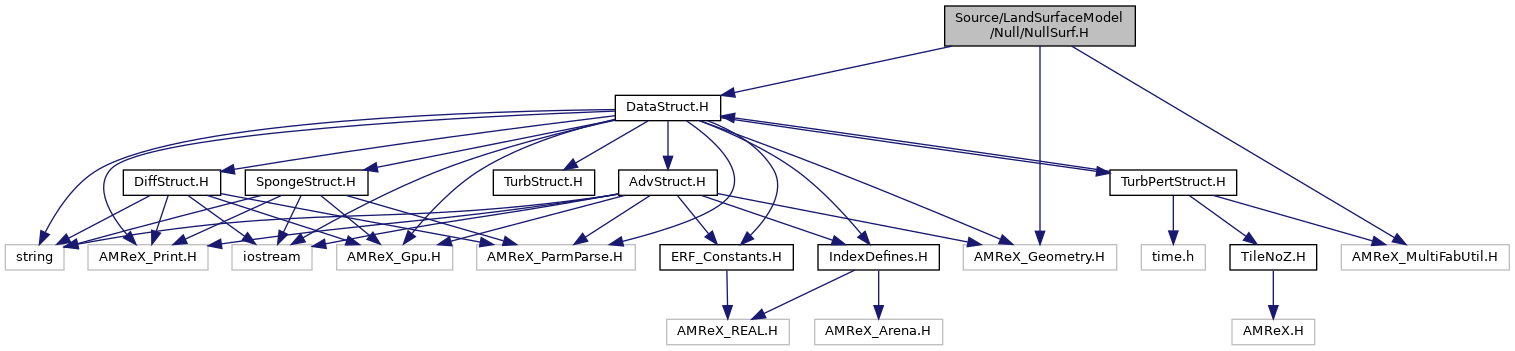 Source/LandSurfaceModel
/Null/NullSurf.H
DataStruct.H
DiffStruct.H
SpongeStruct.H
TurbStruct.H
AdvStruct.H
TurbPertStruct.H
string
AMReX_Print.H
iostream
AMReX_Gpu.H
AMReX_ParmParse.H
ERF_Constants.H
IndexDefines.H
AMReX_Geometry.H
time.h
TileNoZ.H
AMReX_MultiFabUtil.H
AMReX_REAL.H
AMReX_Arena.H
AMReX.H